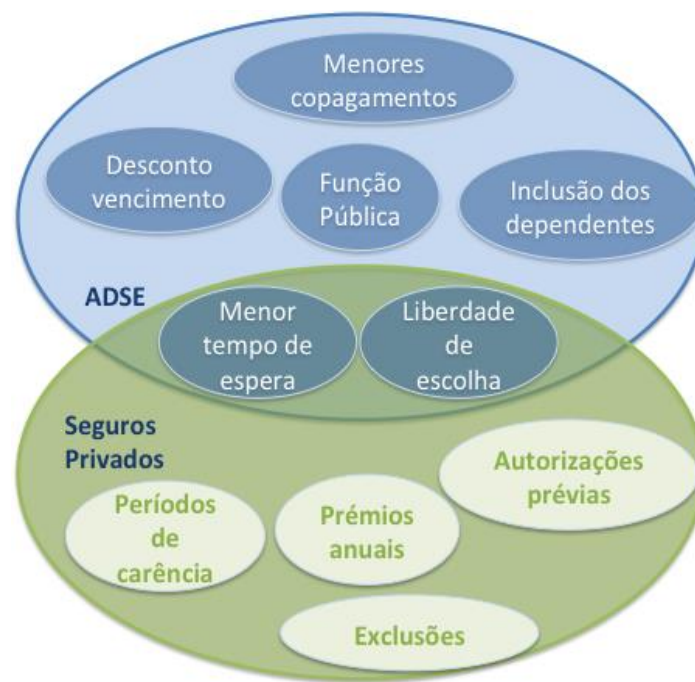 Menores
copagamentos
Desconto
vencimento
Função
Pública
Inclusão dos
dependentes
ADSE
Menor
tempo de
espera
Liberdade
de
escolha
Seguros
Privados
Autorizações
prévias
Períodos
de
carência
Prémios
anuais
Exclusões